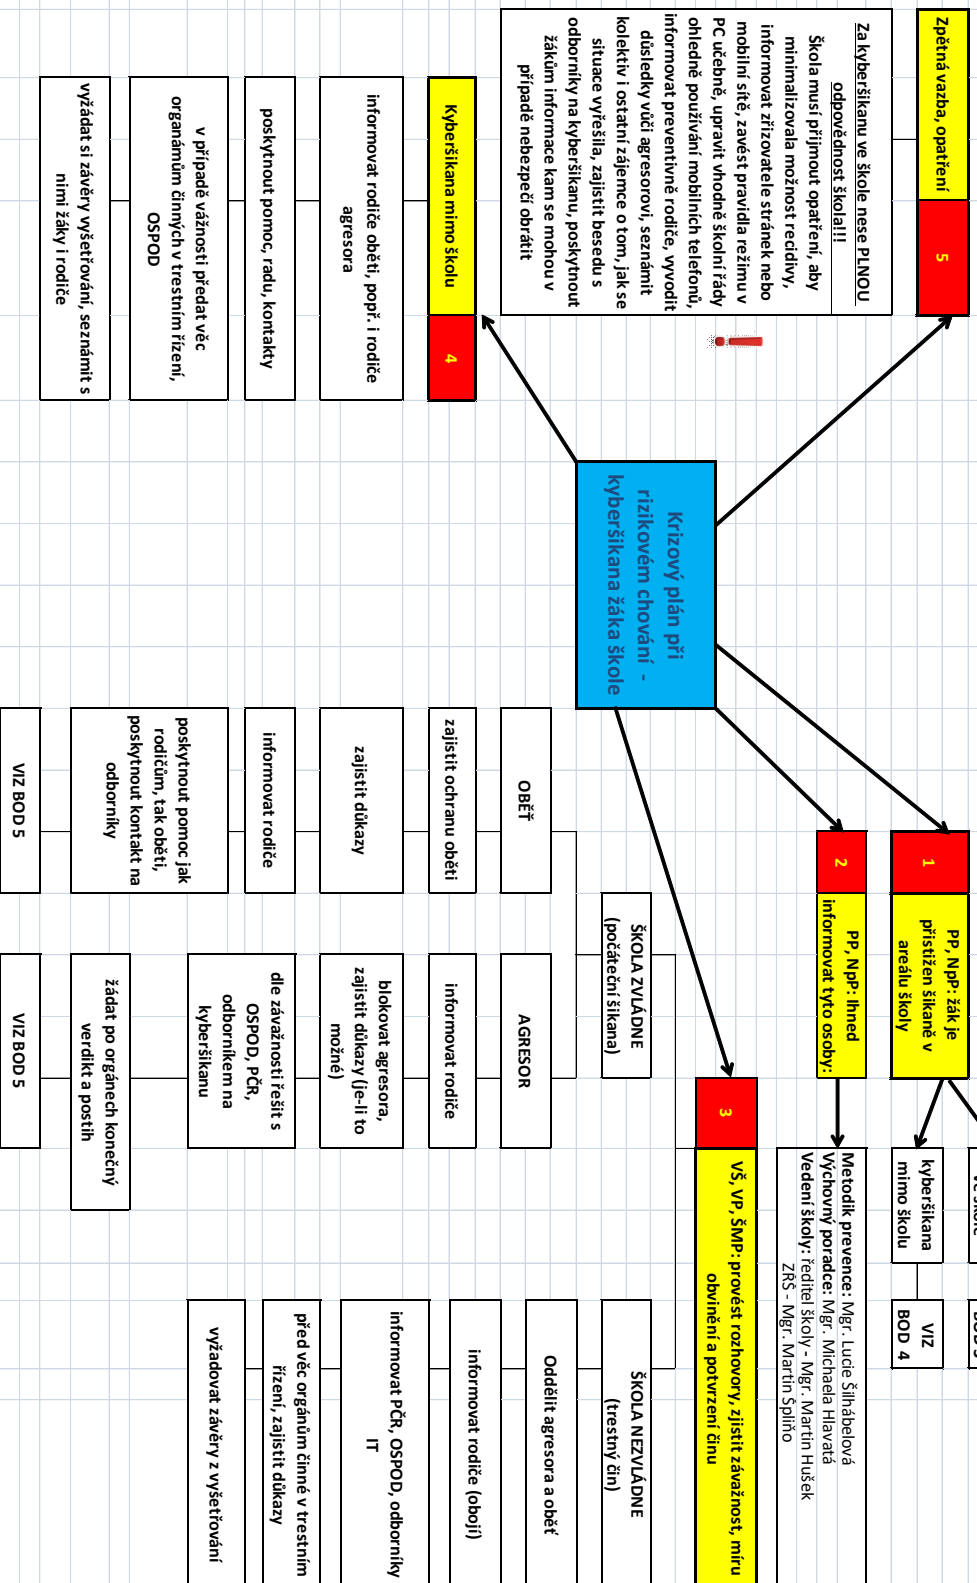 Zpětná vazba, opatření
5
Za kyberšikanu ve škole nese PLNOU
odpovědnost škola!!!
Škola musí přijmout opatření, aby
minimalizovala možnost recidivy,
informovat zřizovatele stránek nebo
mobilní sítě, zavést pravidla režimu v
PC učebně, upravit vhodně školní řády
ohledně používání mobilních telefonů,
informovat preventivně rodiče, vyvodit
důsledky vůči agresorovi, seznámit
kolektiv i ostatní zájemce o tom, jak se
situace vyřešila, zajistit besedu s
odborníky na kyberšikanu, poskytnout
žákům informace kam se mohou v
případě nebezpečí obrátit
Kyberšikana mimo školu
4
informovat rodiče oběti, popř. i rodiče
agresora
poskytnout pomoc, radu, kontakty
v případě vážnosti předat věc
organámům činných v trestním řízení,
OSPOD
vyžádat si závěry vyšetřování, seznámit s
nimi žáky i rodiče
Krizový plán při
rizikovém chování -
kyberšikana žáka škole
1
PP, NpP: žák je
přistižen šikaně v
areálu školy
kyberšikana
mimo školu
VIZ
BOD 4
2
PP, NpP: Ihned
informovat tyto osoby:
Metodik prevence: Mgr. Lucie Šilhábelová
Výchovný poradce: Mgr. Michaela Hlavatá
Vedení školy: ředitel školy - Mgr. Martin Hušek
ZŘŠ - Mgr. Martin Špliňo
3
VŠ, VP, ŠMP: provést rozhovory, zjistit závažnost, míru
obvinění a potvrzení činu
ŠKOLA ZVLÁDNE
(počáteční šikana)
OBĚŤ
zajistit ochranu oběti
zajistit důkazy
informovat rodiče
poskytnout pomoc jak
rodičům, tak oběti,
poskytnout kontakt na
odborníky
VIZ BOD 5
AGRESOR
informovat rodiče
blokovat agresora,
zajistit důkazy (je-li to
možné)
dle závažnosti řešit s
OSPOD, PČR,
odborníkem na
kyberšikanu
žádat po orgánech konečný
verdikt a postih
VIZ BOD 5
ŠKOLA NEZVLÁDNE
(trestný čin)
Oddělit agresora a oběť
informovat rodiče (obojí)
informovat PČR, OSPOD, odborníky
IT
před věc orgánům činné v trestním
řízení, zajistit důkazy
vyžadovat závěry z vyšetřování